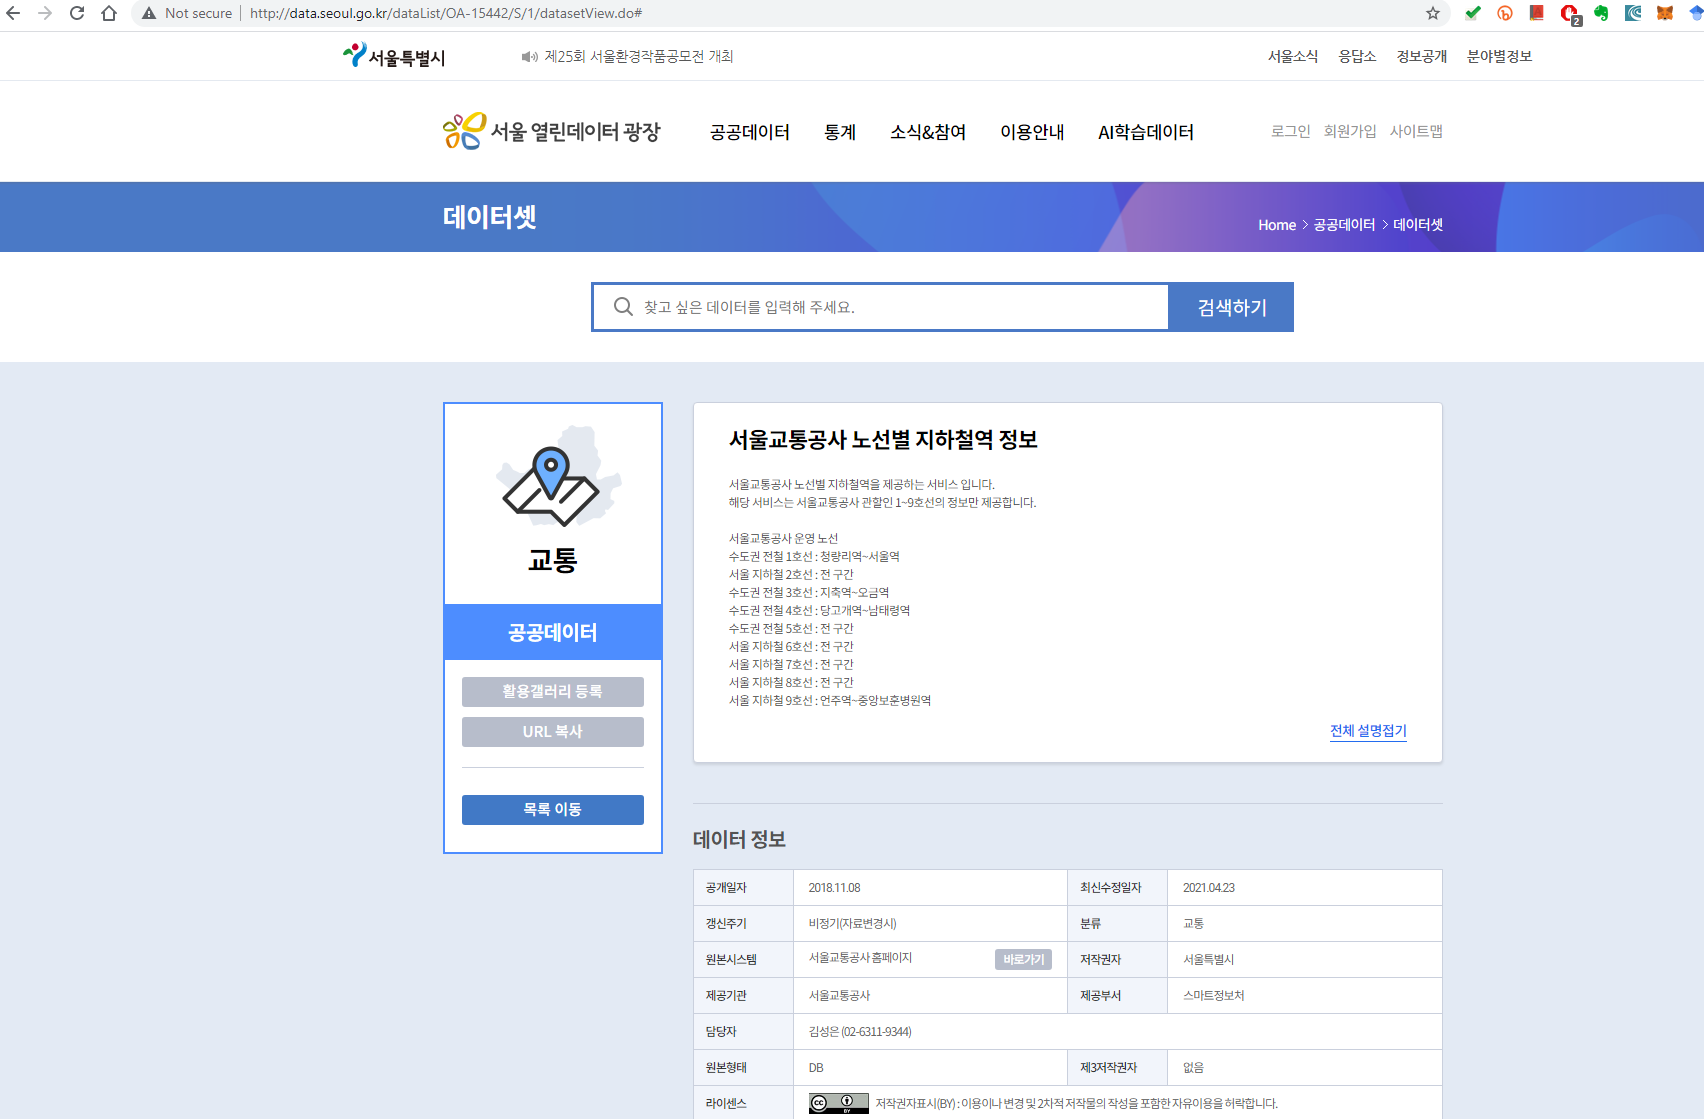 Not secure
http://data.seoul.go.kr/dataList/OA-15442/S/1/datasetView.do#
2
서울특별시
제25회 서울환경작품공모전 개최
서울소식 응답소 정보공개 분야별정보
서울 열린데이터 광장
공공데이터 통계 소식&참여 이용안내 AI학습데이터
로그인 회원가입 사이트맵
데이터셋
Home > 공공데이터 > 데이터셋
찾고 싶은 데이터를 입력해 주세요.
검색하기
교통
공공데이터
활용갤러리 등록
URL 복사
목록 이동
서울교통공사 노선별 지하철역 정보
서울교통공사 노선별 지하철역을 제공하는 서비스 입니다.
해당 서비스는 서울교통공사 관할인 1~9호선의 정보만 제공합니다.
서울교통공사 운영 노선
수도권 전철 1호선 : 청량리역~서울역
서울 지하철 2호선 : 전 구간
수도권 전철 3호선 : 지축역~오금역
수도권 전철 4호선 : 당고개역~남태령역
수도권 전철 5호선 : 전 구간
서울 지하철 6호선 : 전 구간
서울 지하철 7호선 : 전 구간
서울 지하철 8호선 : 전 구간
서울 지하철 9호선 : 언주역~중앙보훈병원역
전체 설명접기
데이터 정보
공개일자 2018.11.08 최신수정일자 2021.04.23
갱신주기 비정기(자료변경시) 분류 교통
원본시스템 서울교통공사 홈페이지 바로가기 저작권자 서울특별시
제공기관 서울교통공사 제공부서 스마트정보처
담당자 김성은 (02-6311-9344)
원본형태 DB 제3저작권자 없음
라이센스 cc BY 저작권자표시(BY) : 이용이나 변경 및 2차적 저작물의 작성을 포함한 자유이용을 허락합니다.